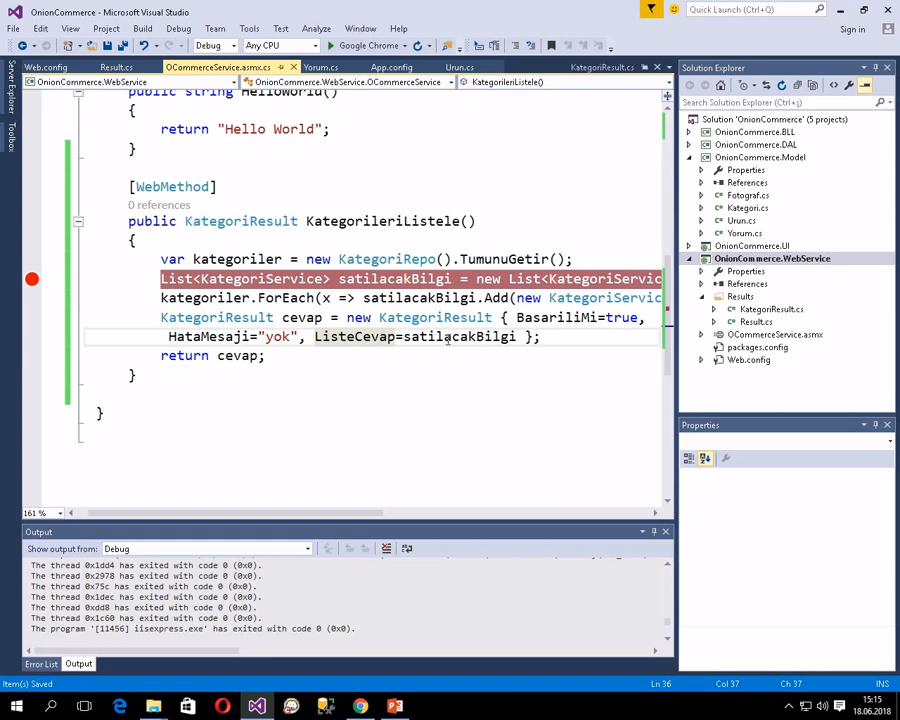 OnionCommerce - Microsoft Visual Studio
Quick Launch (Ctrl+Q)
File Edit View Project Build Debug Team Tools Test Analyze Window Help
Sign in
Debug Any CPU Google Chrome
Web.config Result.cs OCommerceService.asmx.cs Yorum.cs App.config Urun.cs KategoriResult.cs
OnionCommerce.WebService OnionCommerce.WebService.OCommerceService KategorileriListele()
Server Explorer
Toolbox
public string HelloWorld()
{
return "Hello World";
}
[WebMethod]
0 references
public KategoriResult KategorileriListele()
{
var kategoriler = new KategoriRepo().TumunuGetir();
List<KategoriService> satilacakBilgi = new List<KategoriServic
kategoriler.ForEach(x => satilacakBilgi.Add(new KategoriServic
KategoriResult cevap = new KategoriResult { BasariliMi=true,
HataMesaji="yok", ListeCevap=satilacakBilgi };
return cevap;
}
}
161 %
Output
Show output from: Debug
The thread 0x1dd4 has exited with code 0 (0x0).
The thread 0x2978 has exited with code 0 (0x0).
The thread 0x75c has exited with code 0 (0x0).
The thread 0x1dec has exited with code 0 (0x0).
The thread 0xdd8 has exited with code 0 (0x0).
The thread 0x1c60 has exited with code 0 (0x0).
The program '[11456] iisexpress.exe' has exited with code 0 (0x0).
Error List Output
Solution Explorer
Search Solution Explorer (Ctrl+ş)
Solution 'OnionCommerce' (5 projects)
OnionCommerce.BLL
OnionCommerce.DAL
OnionCommerce.Model
Properties
References
Fotograf.cs
Kategori.cs
Urun.cs
Yorum.cs
OnionCommerce.UI
OnionCommerce.WebService
Properties
References
Results
KategoriResult.cs
Result.cs
OCommerceService.asmx
packages.config
Web.config
Properties
Item(s) Saved Ln 36 Col 37 Ch 37 INS
15:15
18.06.2018